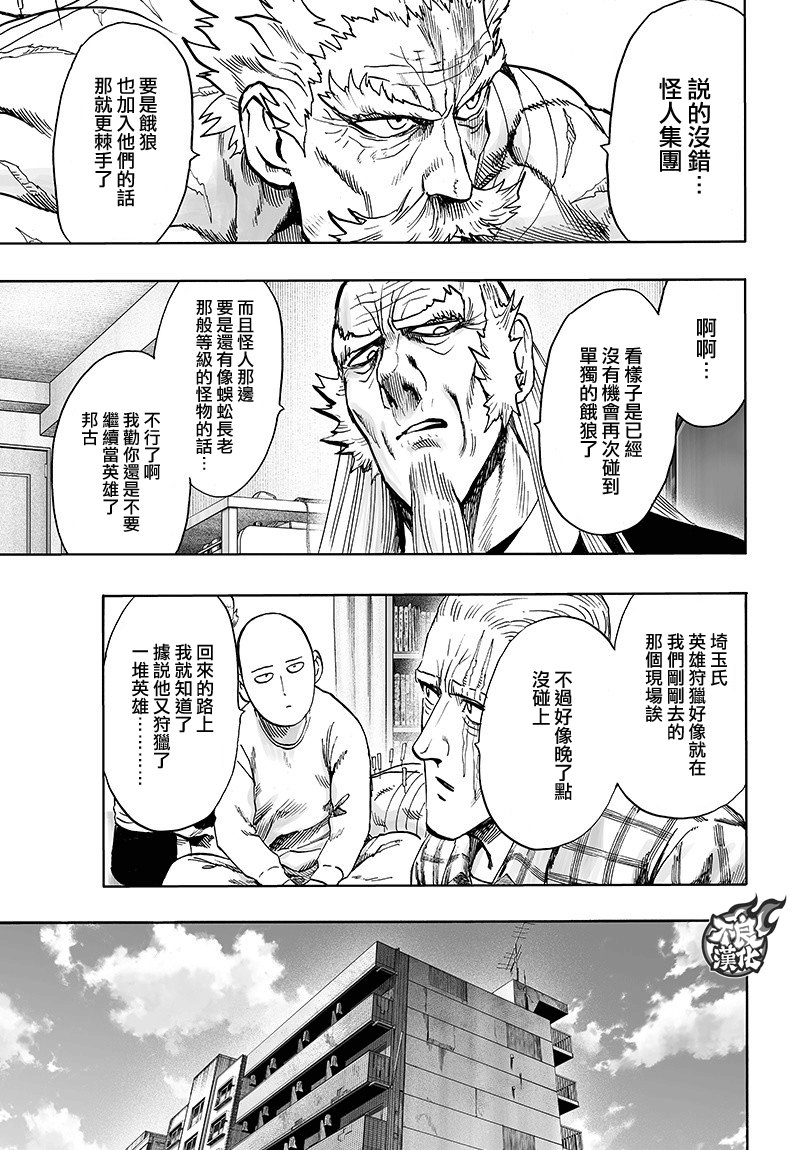 說的沒錯…
怪人集團
要是餓狼
也加入他們的話
那就更棘手了
啊啊…
看樣子是已經
沒有機會再次碰到
單獨的餓狼了
而且怪人那邊
要是還有像蜈蚣長老
那般等級的怪物的話…
不行了啊
我勸你還是不要
繼續當英雄了
邦古
埼玉氏
英雄狩獵好像就在
我們剛剛去的
那個現場誒
不過好像晚了點
沒碰上
回來的路上
我就知道了
據說他又狩獵了
一堆英雄…………
不良
漢化